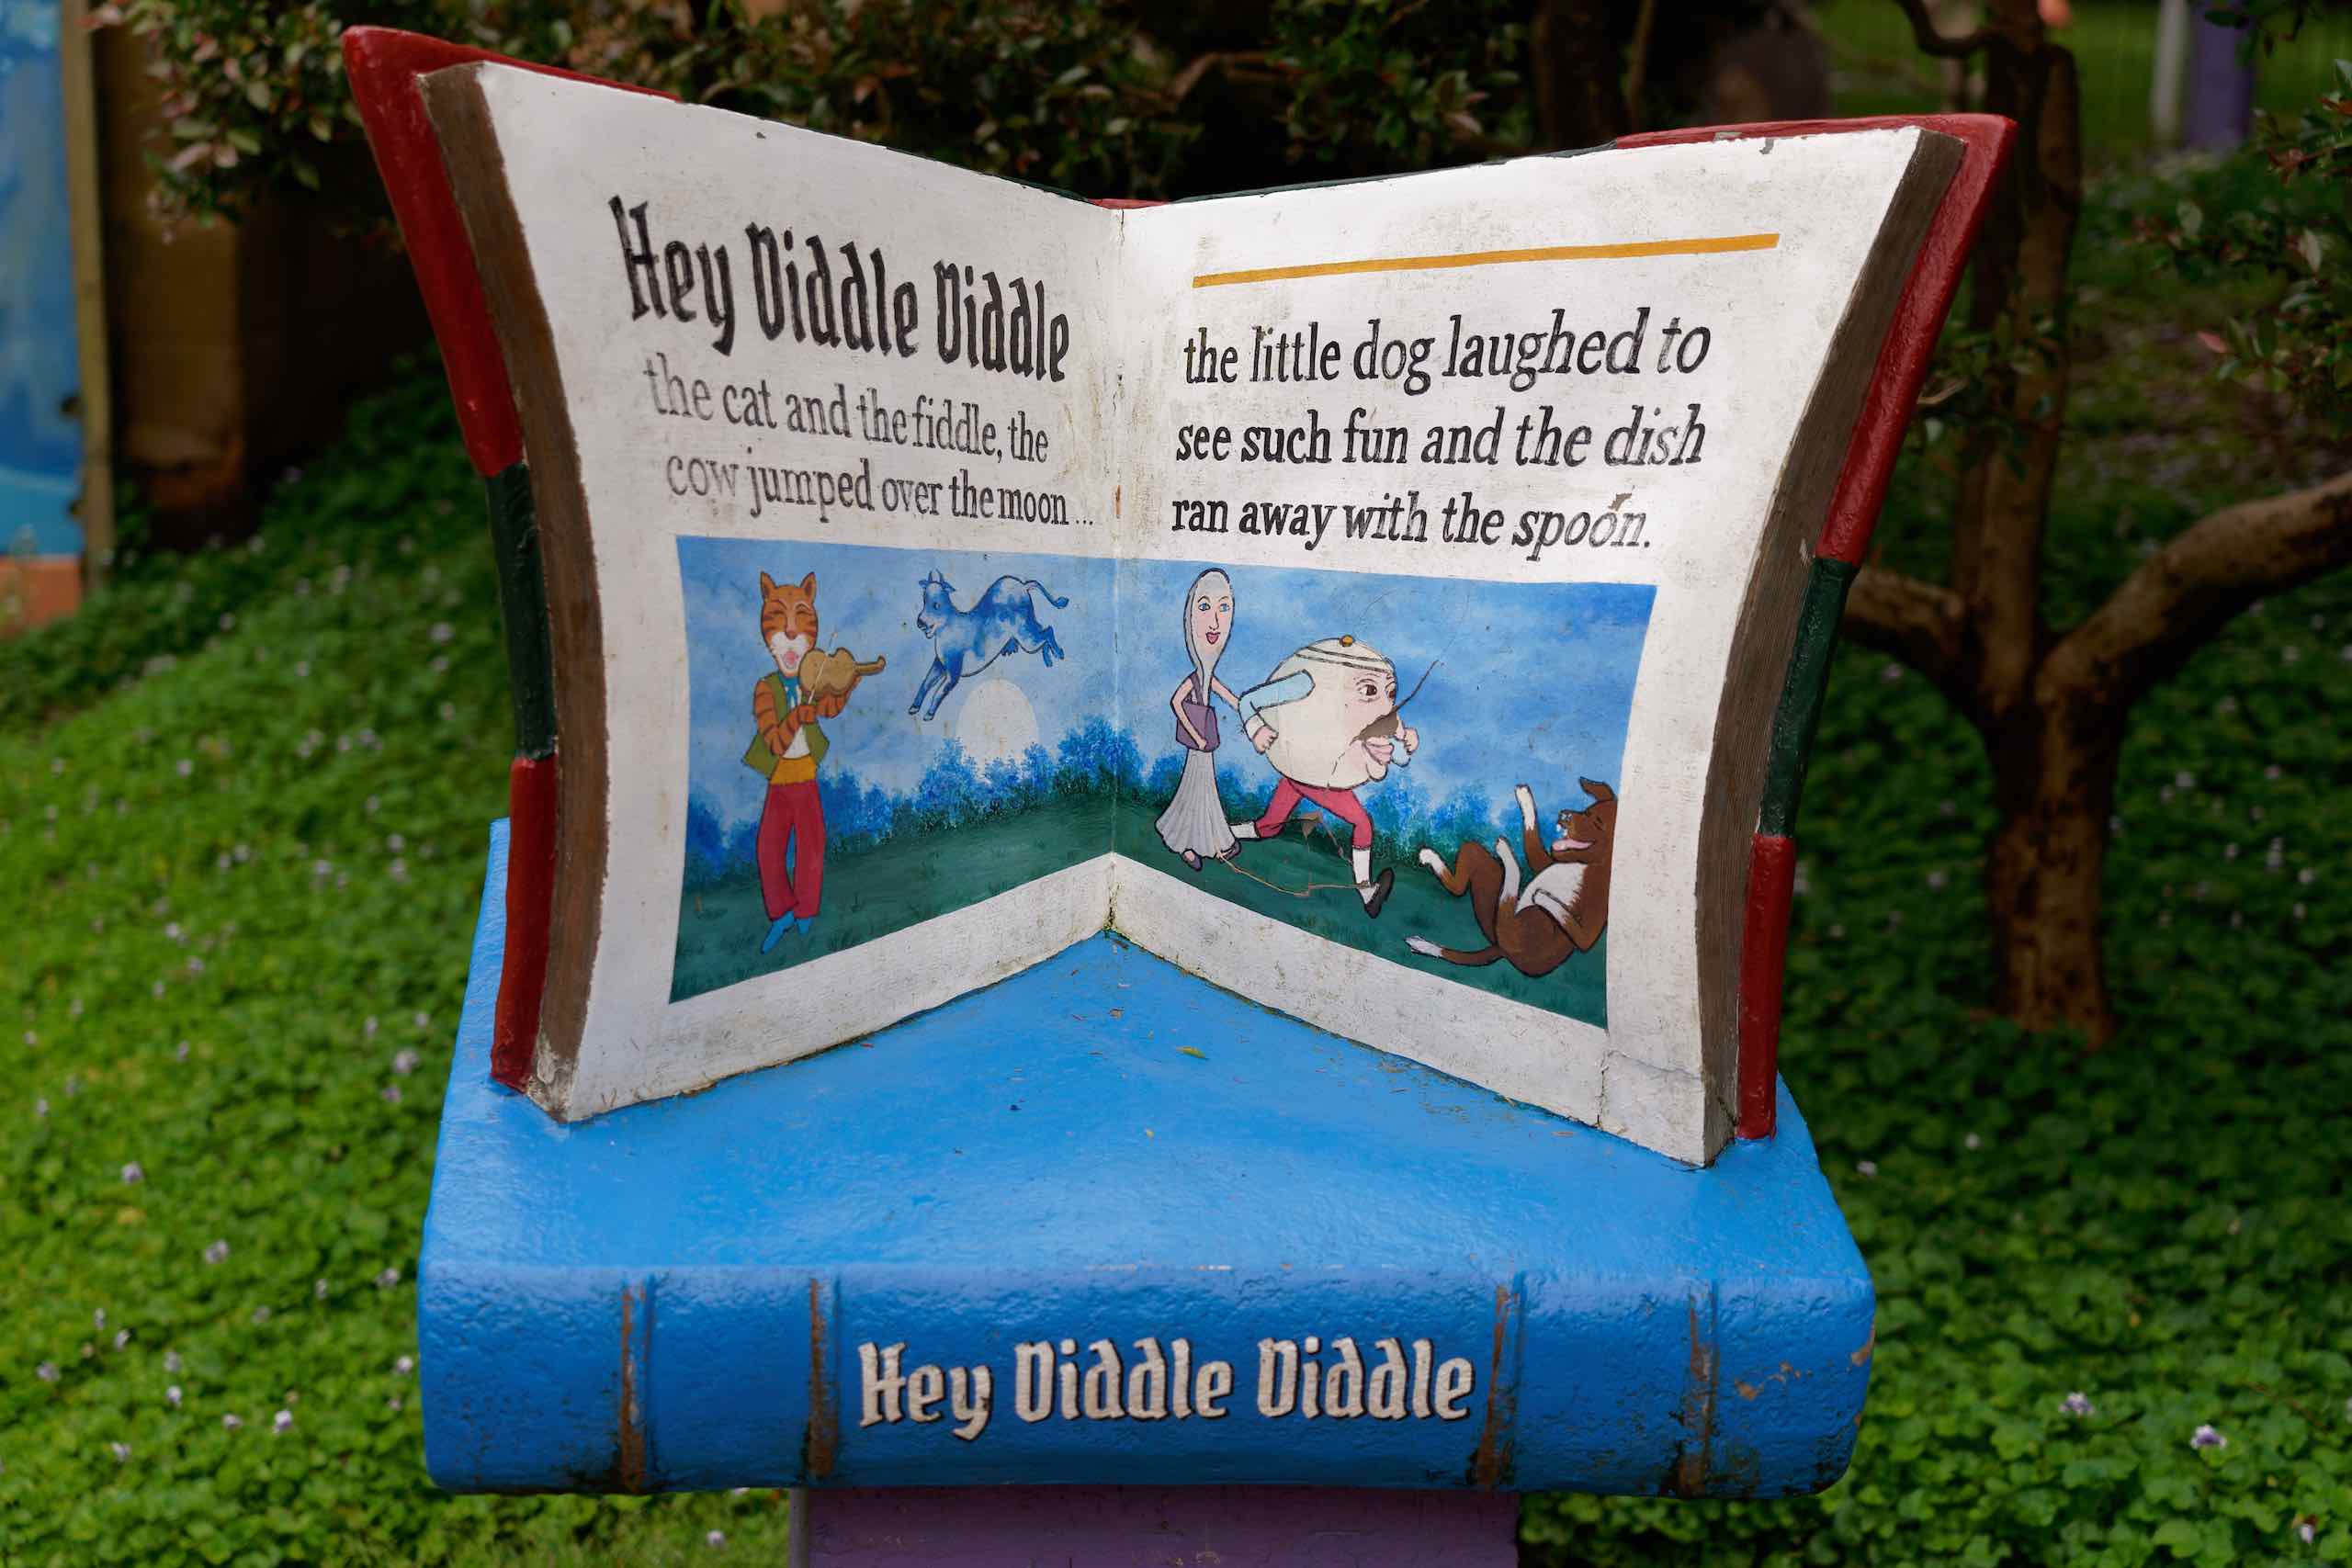 Hey Diddle Diddle
the cat and the fiddle, the
cow jumped over the moon...
the little dog laughed to
see such fun and the dish
ran away with the spoon.
Hey Diddle Diddle